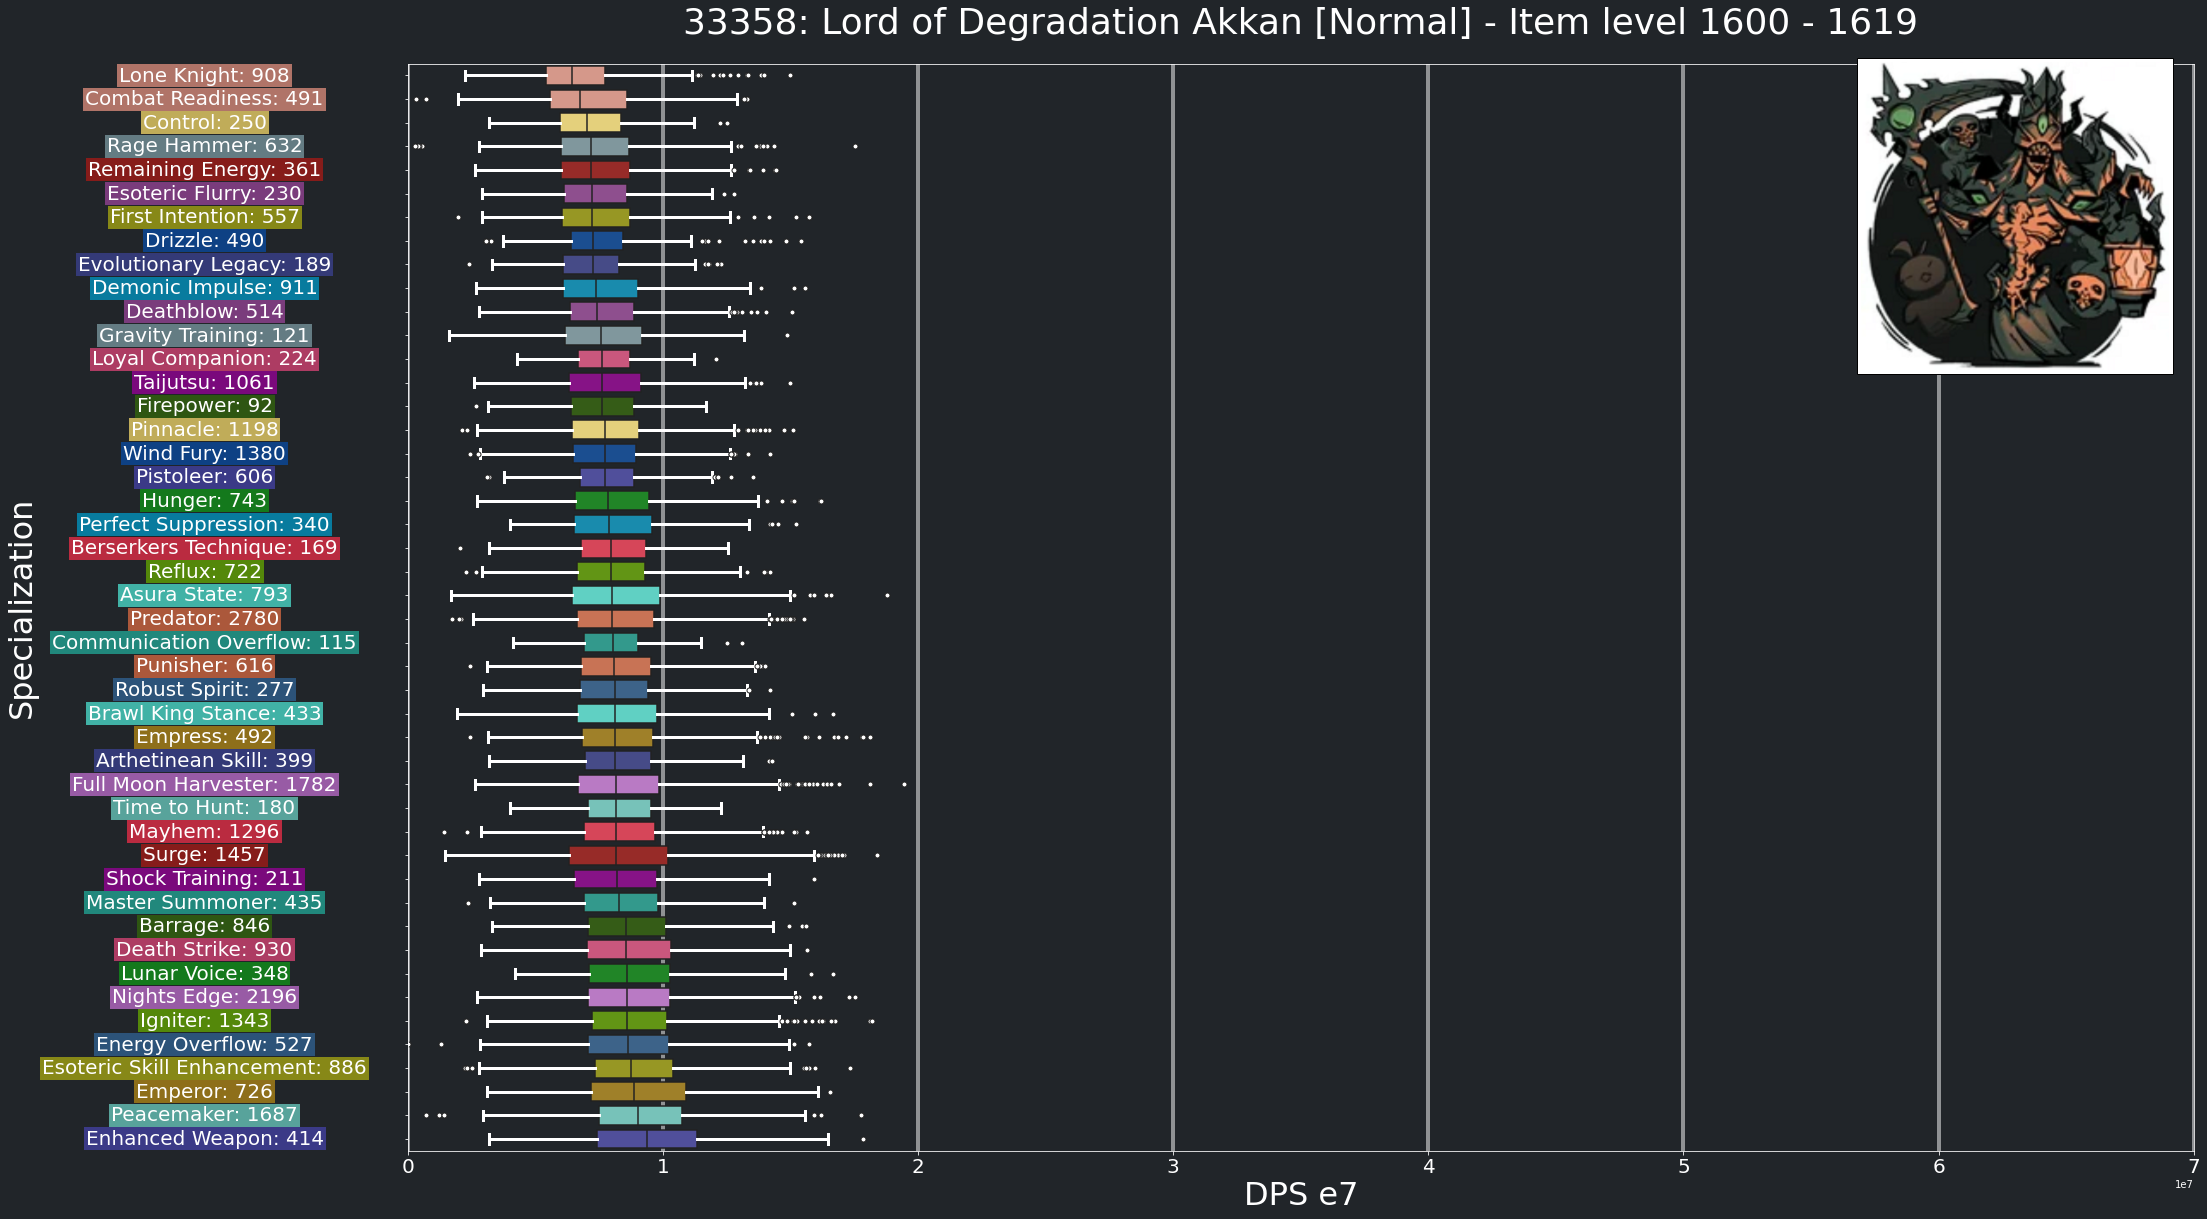 33358: Lord of Degradation Akkan [Normal] - Item level 1600 - 1619
Specialization
Lone Knight: 908
Combat Readiness: 491
Control: 250
Rage Hammer: 632
Remaining Energy: 361
Esoteric Flurry: 230
First Intention: 557
Drizzle: 490
Evolutionary Legacy: 189
Demonic Impulse: 911
Deathblow: 514
Gravity Training: 121
Loyal Companion: 224
Taijutsu: 1061
Firepower: 92
Pinnacle: 1198
Wind Fury: 1380
Pistoleer: 606
Hunger: 743
Perfect Suppression: 340
Berserkers Technique: 169
Reflux: 722
Asura State: 793
Predator: 2780
Communication Overflow: 115
Punisher: 616
Robust Spirit: 277
Brawl King Stance: 433
Empress: 492
Arthetinean Skill: 399
Full Moon Harvester: 1782
Time to Hunt: 180
Mayhem: 1296
Surge: 1457
Shock Training: 211
Master Summoner: 435
Barrage: 846
Death Strike: 930
Lunar Voice: 348
Nights Edge: 2196
Igniter: 1343
Energy Overflow: 527
Esoteric Skill Enhancement: 886
Emperor: 726
Peacemaker: 1687
Enhanced Weapon: 414
0 1 2 3 4 5 6 7
1e7
DPS e7